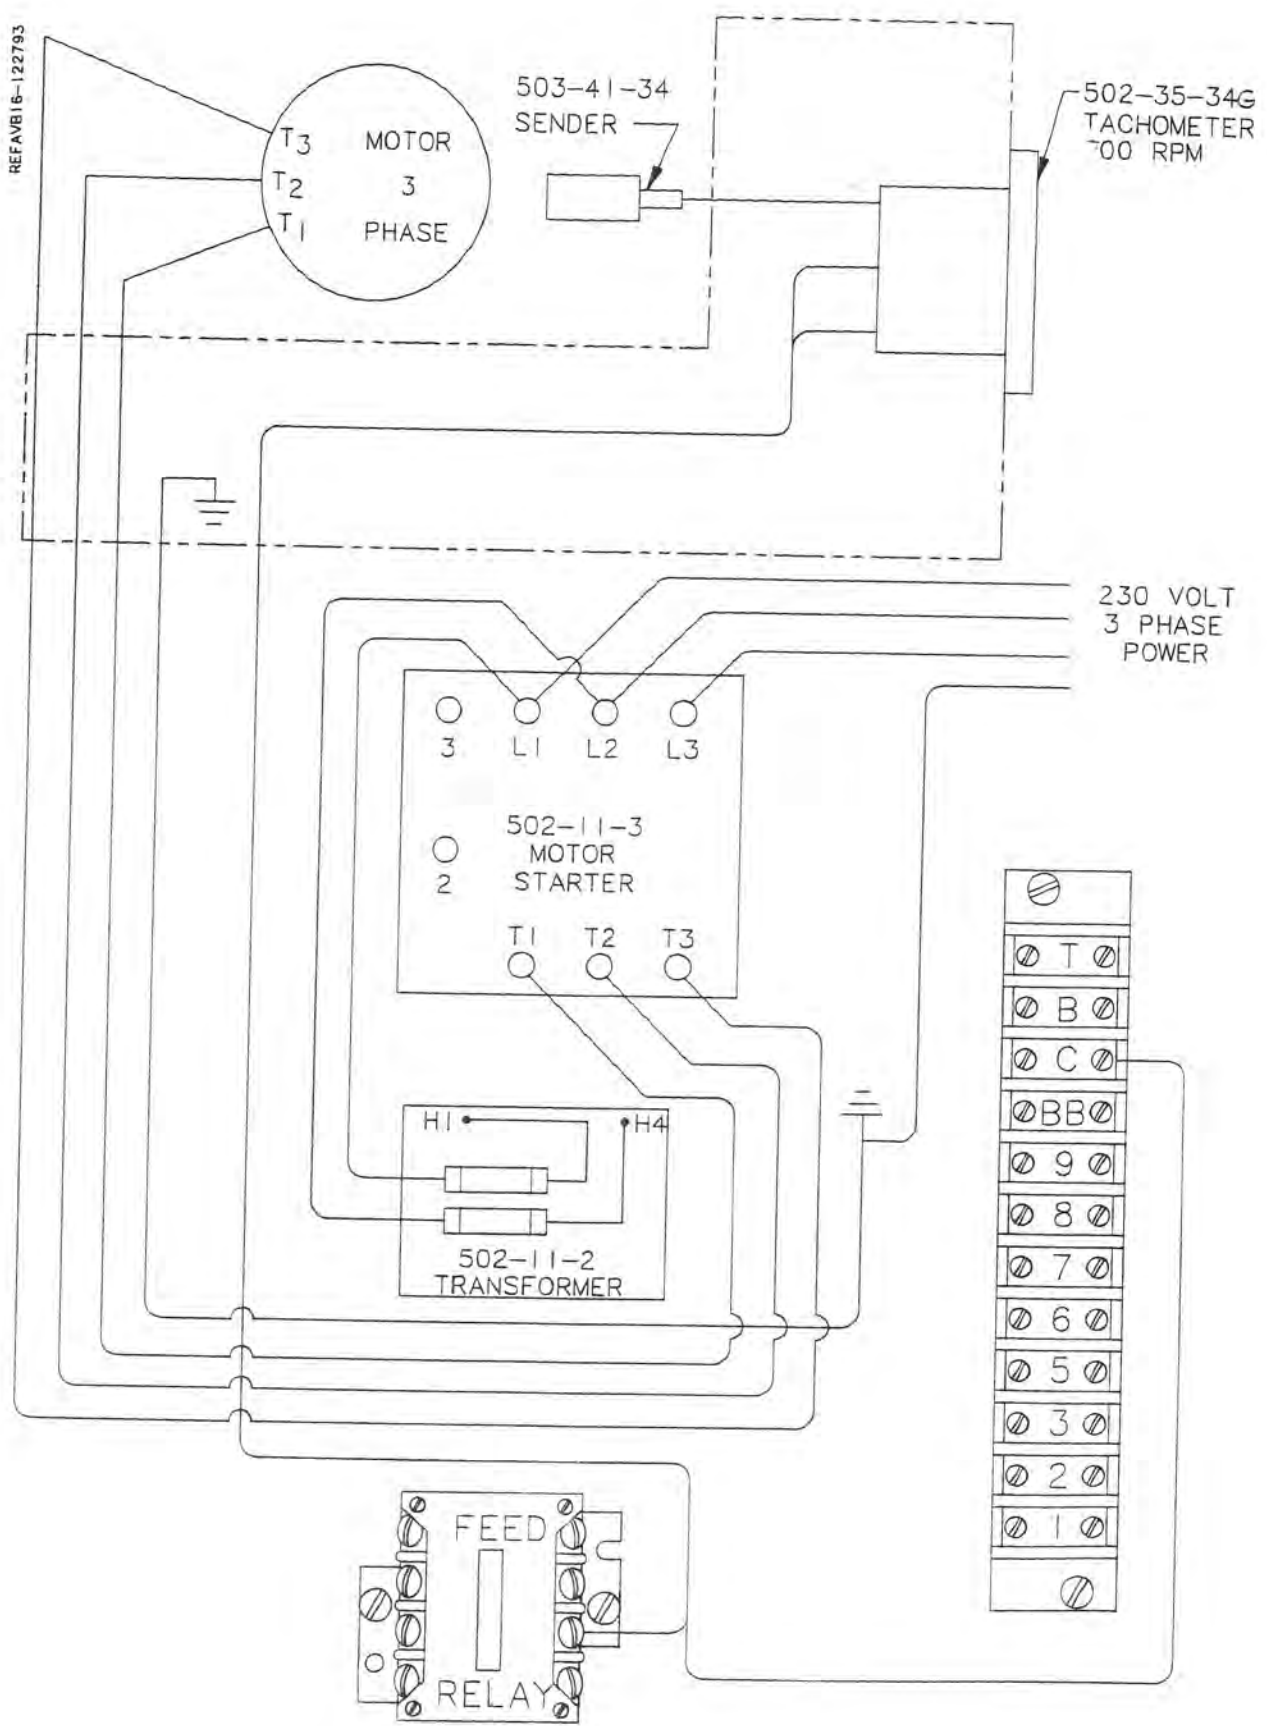 REFAVB16-122793
503-41-34
SENDER
502-35-34G
TACHOMETER
00 RPM
T3
MOTOR
T2
3
T1
PHASE
230 VOLT
3 PHASE
POWER
3
L1
L2
L3
502-11-3
MOTOR
STARTER
2
T1
T2
T3
H1
H4
502-11-2
TRANSFORMER
T
B
C
BB
9
8
7
6
5
3
2
1
FEED
RELAY